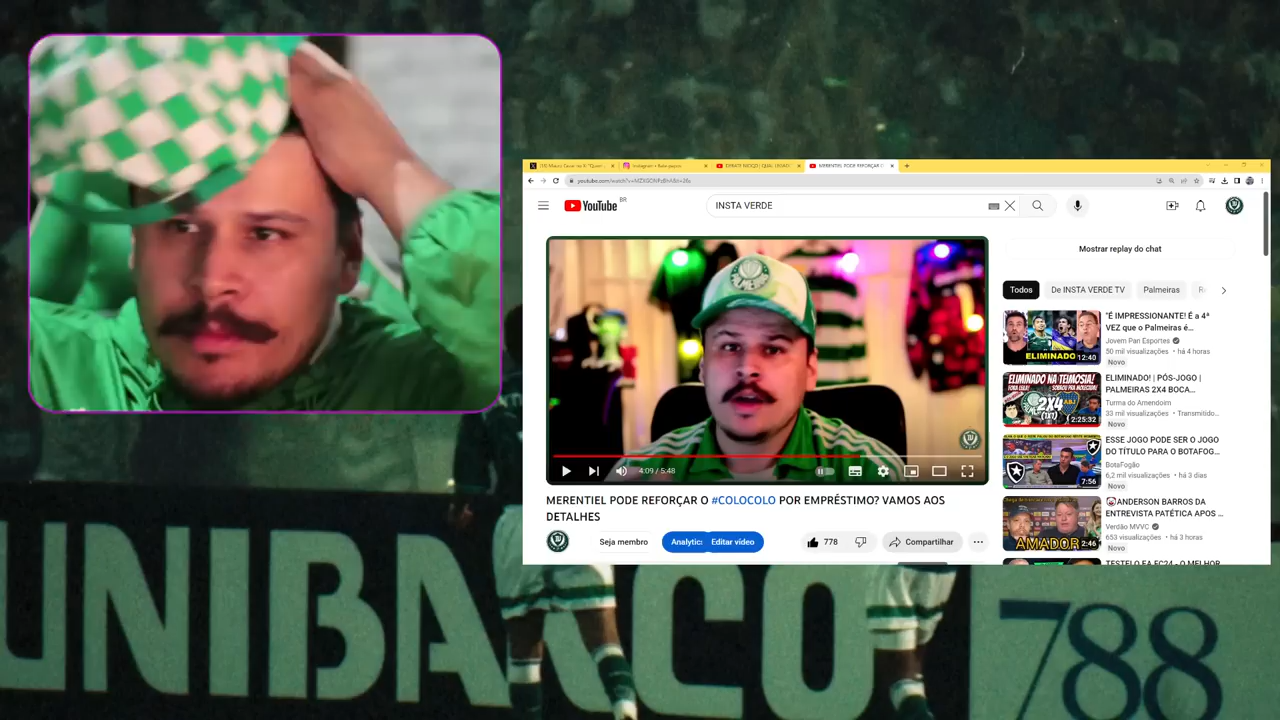 INSTA VERDE
YouTube BR
Mostrar replay do chat
Todos
De INSTA VERDE TV
Palmeiras
"É IMPRESSIONANTE! É a 4ª
VEZ que o Palmeiras é…
Jovem Pan Esportes
50 mil visualizações • há 4 horas
Novo
ELIMINADO
12:40
ELIMINADO! | PÓS-JOGO |
PALMEIRAS 2X4 BOCA…
Turma do Amendoim
33 mil visualizações • Transmitido…
Novo
ELIMINADO NA TEIMOSIA!
2X4
2:25:32
ESSE JOGO PODE SER O JOGO
DO TÍTULO PARA O BOTAFOG…
BotaFogão
6,2 mil visualizações • há 3 dias
Novo
7:56
ANDERSON BARROS DA
ENTREVISTA PATÉTICA APOS …
Verdão MVVC
653 visualizações • há 3 horas
Novo
AMADOR
2:46
4:09 / 5:48
MERENTIEL PODE REFORÇAR O #COLOCOLO POR EMPRÉSTIMO? VAMOS AOS
DETALHES
Seja membro
Analytic
Editar vídeo
778
Compartilhar
UNIBANCO
788